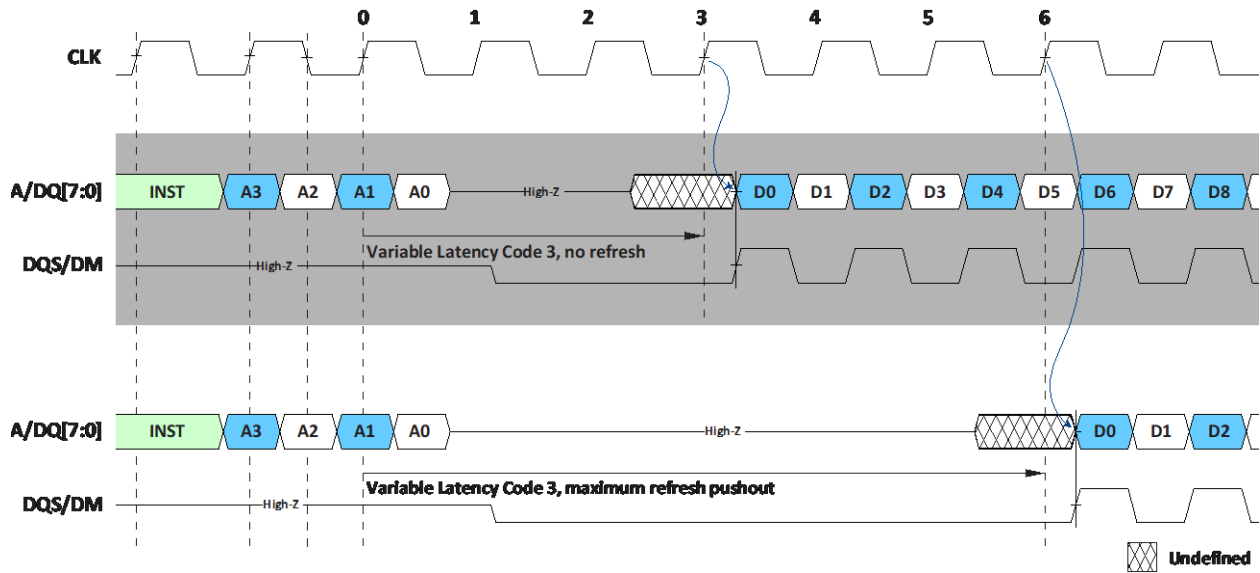 0 1 2 3 4 5 6
CLK
A/DQ[7:0] INST A3 A2 A1 A0 High-Z D0 D1 D2 D3 D4 D5 D6 D7 D8
Variable Latency Code 3, no refresh
DQS/DM High-Z
A/DQ[7:0] INST A3 A2 A1 A0 High-Z D0 D1 D2
Variable Latency Code 3, maximum refresh pushout
DQS/DM High-Z
Undefined